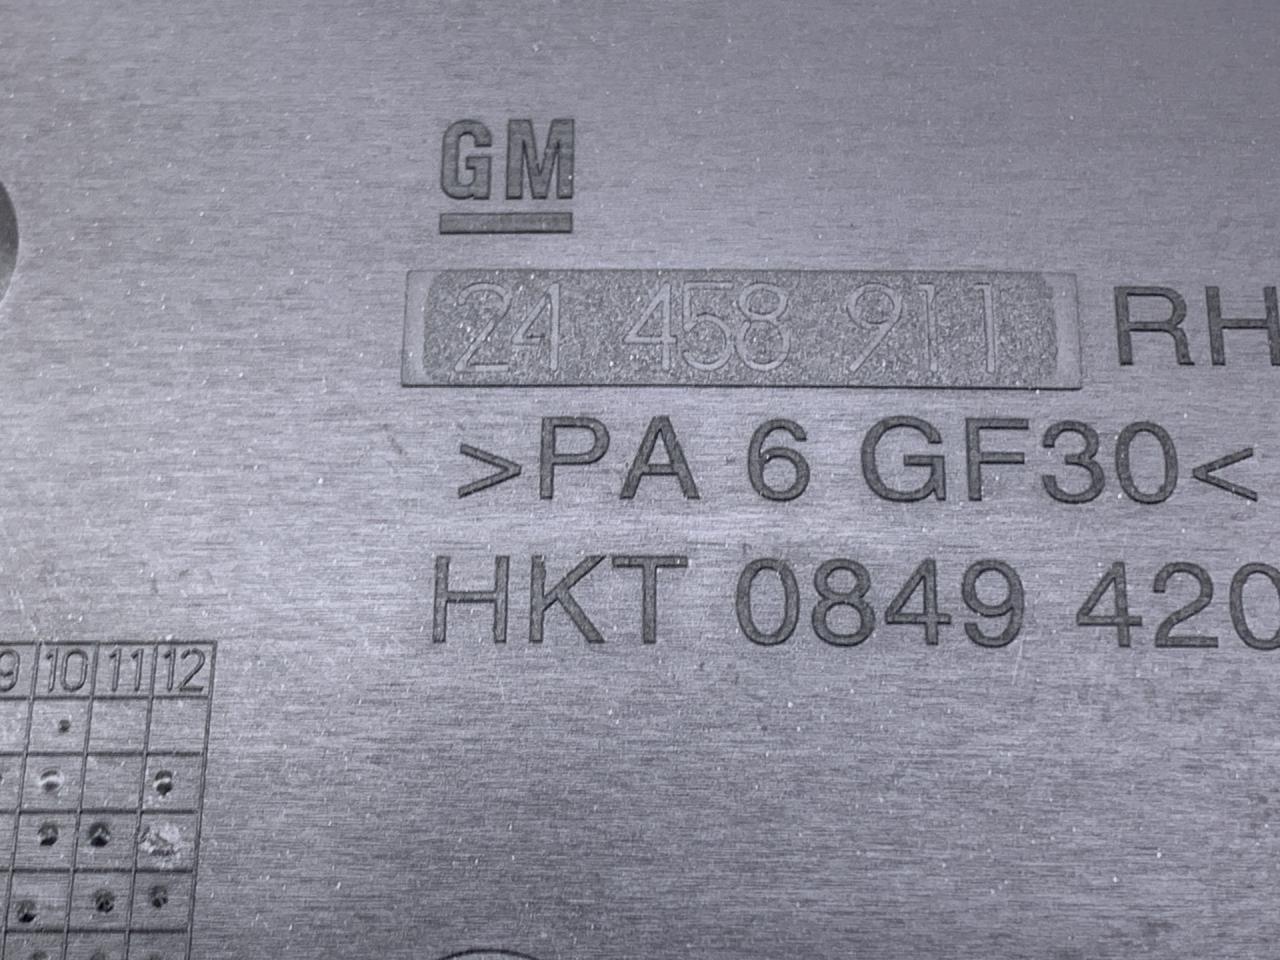 GM
24 458 911 RH
>PA 6 GF30<
HKT 0849 420
9 10 11 12